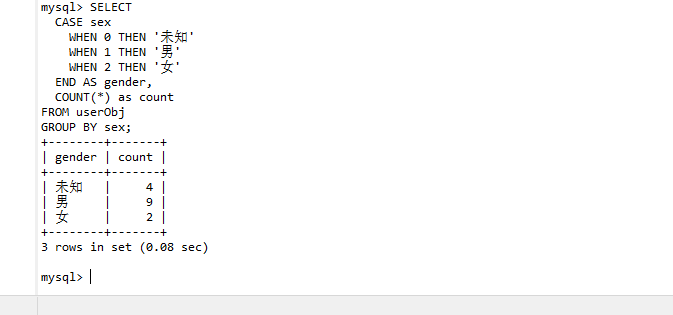 mysql> SELECT
  CASE sex
    WHEN 0 THEN '未知'
    WHEN 1 THEN '男'
    WHEN 2 THEN '女'
  END AS gender,
  COUNT(*) as count
FROM userObj
GROUP BY sex;
+--------+-------+
| gender | count |
+--------+-------+
| 未知   |     4 |
| 男     |     9 |
| 女     |     2 |
+--------+-------+
3 rows in set (0.08 sec)
mysql>